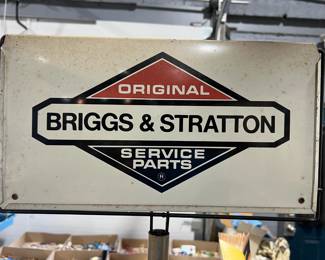 ORIGINAL
BRIGGS & STRATTON
SERVICE
PARTS
®